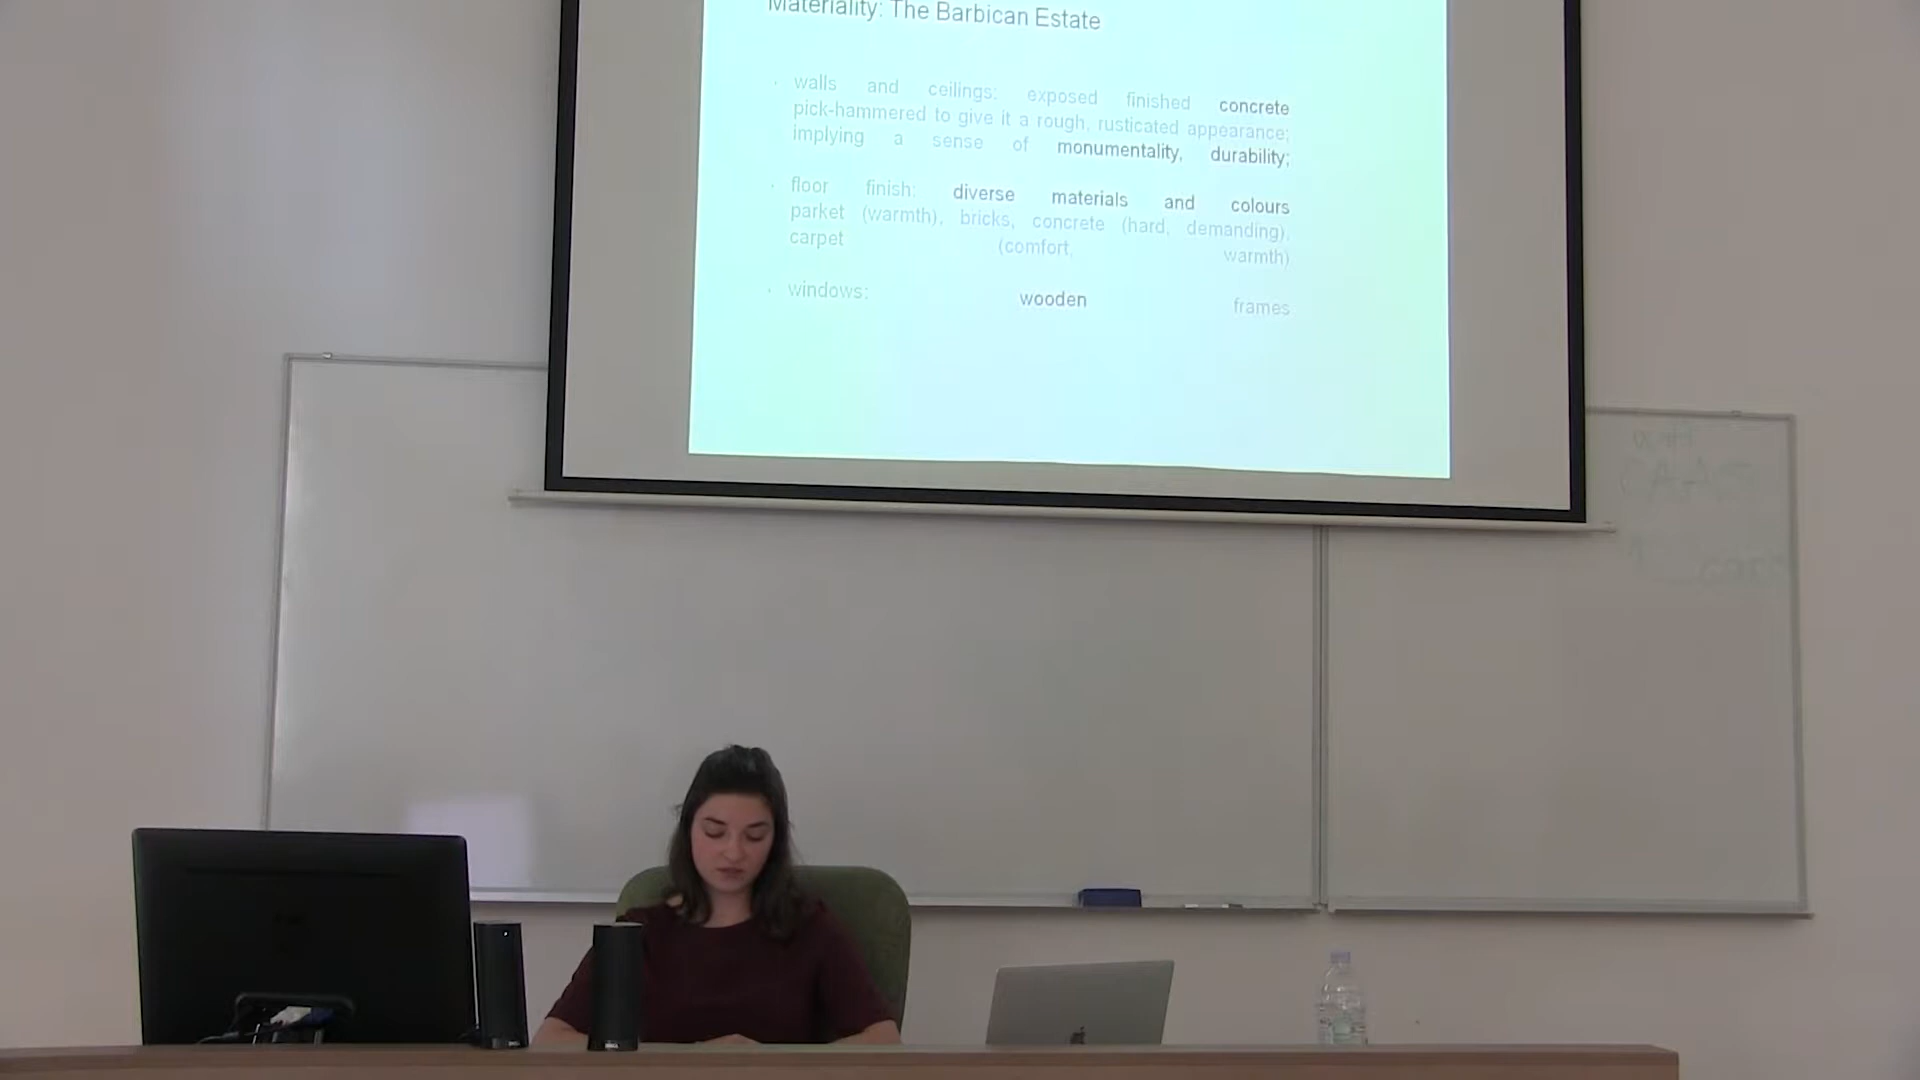 Materiality: The Barbican Estate
walls and ceilings: exposed finished concrete
pick-hammered to give it a rough, rusticated appearance;
implying a sense of monumentality, durability;
floor finish: diverse materials and colours
parket (warmth), bricks, concrete (hard, demanding),
carpet (comfort, warmth)
windows: wooden frames